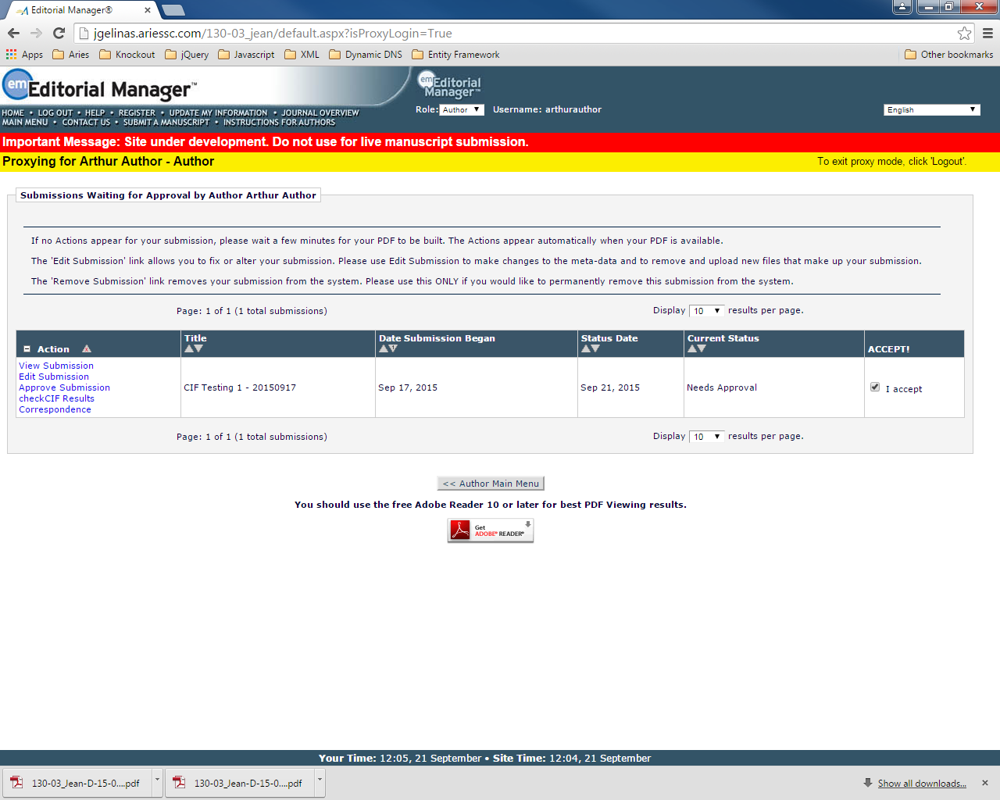 Editorial Manager®
jgelinas.ariessc.com/130-03_jean/default.aspx?isProxyLogin=True
Apps Aries Knockout jQuery Javascript XML Dynamic DNS Entity Framework Other bookmarks
em Editorial Manager™
em Editorial Manager™
HOME • LOG OUT • HELP • REGISTER • UPDATE MY INFORMATION • JOURNAL OVERVIEW
MAIN MENU • CONTACT US • SUBMIT A MANUSCRIPT • INSTRUCTIONS FOR AUTHORS
Role: Author Username: arthurauthor English
Important Message: Site under development. Do not use for live manuscript submission.
Proxying for Arthur Author - Author To exit proxy mode, click 'Logout'.
Submissions Waiting for Approval by Author Arthur Author
If no Actions appear for your submission, please wait a few minutes for your PDF to be built. The Actions appear automatically when your PDF is available.
The 'Edit Submission' link allows you to fix or alter your submission. Please use Edit Submission to make changes to the meta-data and to remove and upload new files that make up your submission.
The 'Remove Submission' link removes your submission from the system. Please use this ONLY if you would like to permanently remove this submission from the system.
Page: 1 of 1 (1 total submissions) Display 10 results per page.
Action Title Date Submission Began Status Date Current Status ACCEPT!
View Submission
Edit Submission
Approve Submission CIF Testing 1 - 20150917 Sep 17, 2015 Sep 21, 2015 Needs Approval I accept
checkCIF Results
Correspondence
Page: 1 of 1 (1 total submissions) Display 10 results per page.
<< Author Main Menu
You should use the free Adobe Reader 10 or later for best PDF Viewing results.
Get
ADOBE® READER®
Your Time: 12:05, 21 September • Site Time: 12:04, 21 September
130-03_Jean-D-15-0....pdf 130-03_Jean-D-15-0....pdf Show all downloads...